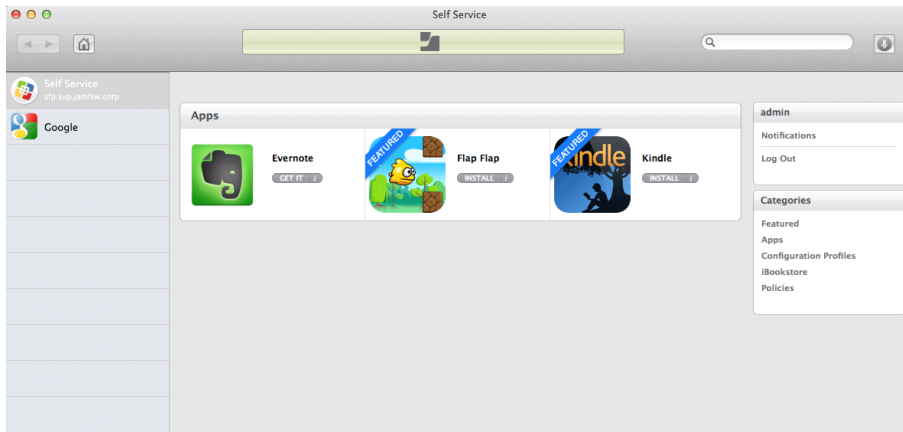 Self Service
Self Service
sfp.sup.jamfsw.corp
Google
Apps
Evernote
GET IT i
FEATURED
Flap Flap
INSTALL i
FEATURED
kindle
Kindle
INSTALL i
admin
Notifications
Log Out
Categories
Featured
Apps
Configuration Profiles
iBookstore
Policies